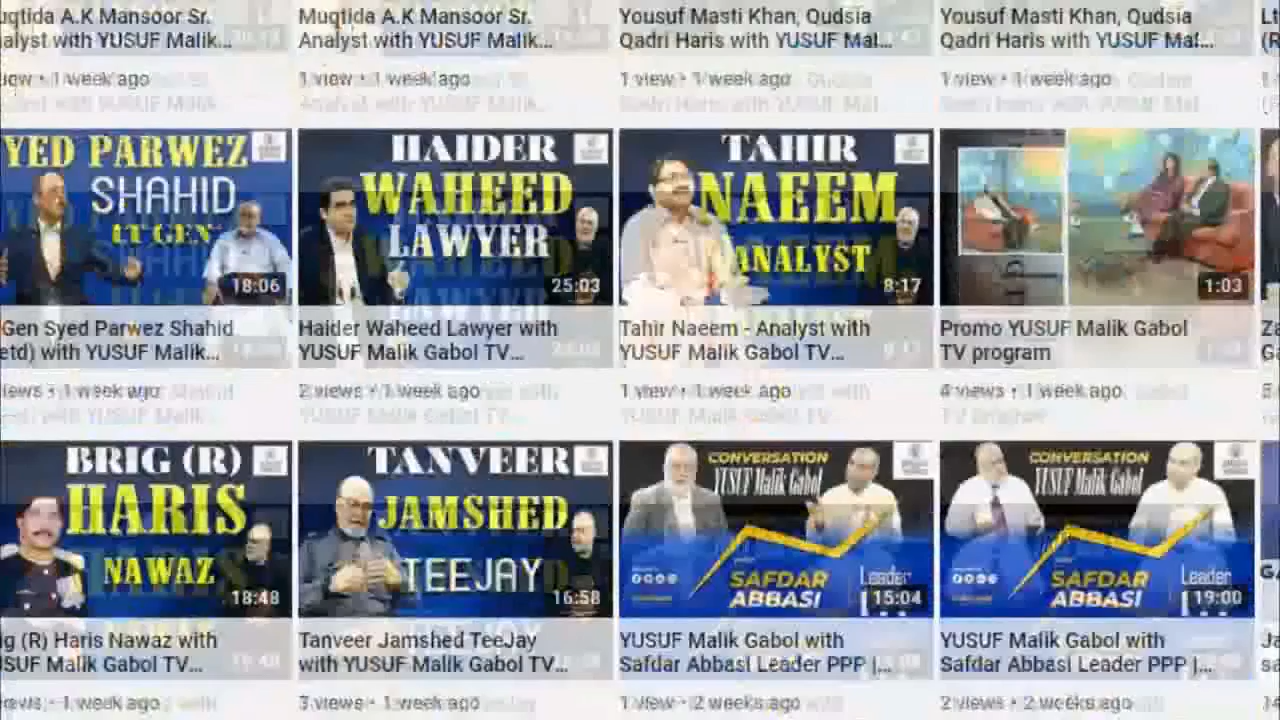 uqtida A.K Mansoor Sr.
alyst with YUSUF Malik...
Muqtida A.K Mansoor Sr.
Analyst with YUSUF Malik...
Yousuf Masti Khan, Qudsia
Qadri Haris with YUSUF Mal...
Yousuf Masti Khan, Qudsia
Qadri Haris with YUSUF Mal...
iew • 1 week ago
1 view • 1 week ago
1 view • 1 week ago
1 view • 1 week ago
YED PARWEZ
SHAHID
LT GEN
18:06
HAIDER
WAHEED
LAWYER
25:03
TAHIR
NAEEM
ANALYST
8:17
1:03
Gen Syed Parwez Shahid
etd) with YUSUF Malik...
Haider Waheed Lawyer with
YUSUF Malik Gabol TV...
Tahir Naeem - Analyst with
YUSUF Malik Gabol TV...
Promo YUSUF Malik Gabol
TV program
iews • 1 week ago
2 views • 1 week ago
1 view • 1 week ago
4 views • 1 week ago
BRIG (R)
HARIS
NAWAZ
18:48
TANVEER
JAMSHED
TEEJAY
16:58
CONVERSATION
YUSUF Malik Gabol
SAFDAR
ABBASI
Leader
15:04
CONVERSATION
YUSUF Malik Gabol
SAFDAR
ABBASI
Leader
19:00
ig (R) Haris Nawaz with
USUF Malik Gabol TV...
Tanveer Jamshed TeeJay
with YUSUF Malik Gabol TV...
YUSUF Malik Gabol with
Safdar Abbasi Leader PPP |...
YUSUF Malik Gabol with
Safdar Abbasi Leader PPP |...
iews • 1 week ago
3 views • 1 week ago
1 view • 2 weeks ago
2 views • 2 weeks ago